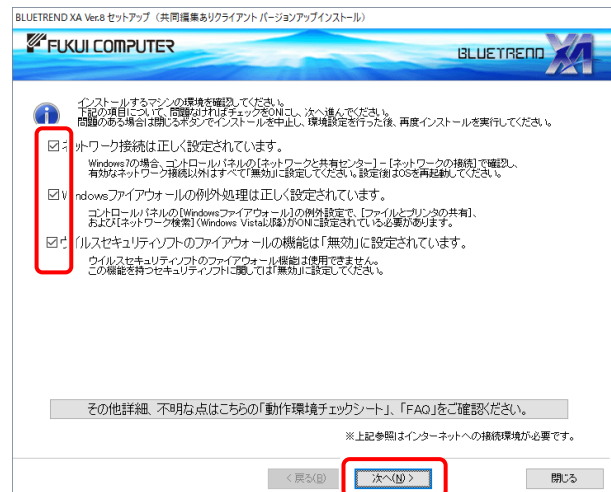 BLUETREND XA Ver.8 セットアップ（共同編集ありクライアント バージョンアップインストール）
FUKUI COMPUTER
BLUETREND XA
インストールするマシンの環境を確認してください。
下記の項目について、問題なければチェックをONにし、次へ進んでください。
問題のある場合は閉じるボタンでインストールを中止し、環境設定を行った後、再度インストールを実行してください。
ネットワーク接続は正しく設定されています。
Windows7の場合、コントロールパネルの[ネットワークと共有センター]－[ネットワークの接続]で確認し、
有効なネットワーク接続以外はすべて「無効」に設定してください。設定後はOSを再起動してください。
Windowsファイアウォールの例外処理は正しく設定されています。
コントロールパネルの[Windowsファイアウォール]の例外設定で、[ファイルとプリンタの共有]、
および[ネットワーク検索](Windows Vista以降)がONに設定されている必要があります。
ウイルスセキュリティソフトのファイアウォールの機能は「無効」に設定されています。
ウイルスセキュリティソフトのファイアウォール機能は使用できません。
この機能を持つセキュリティソフトに関しては「無効」に設定してください。
その他詳細、不明な点はこちらの「動作環境チェックシート」、「FAQ」をご確認ください。
※上記参照はインターネットへの接続環境が必要です。
< 戻る(B) 次へ(N) > 閉じる